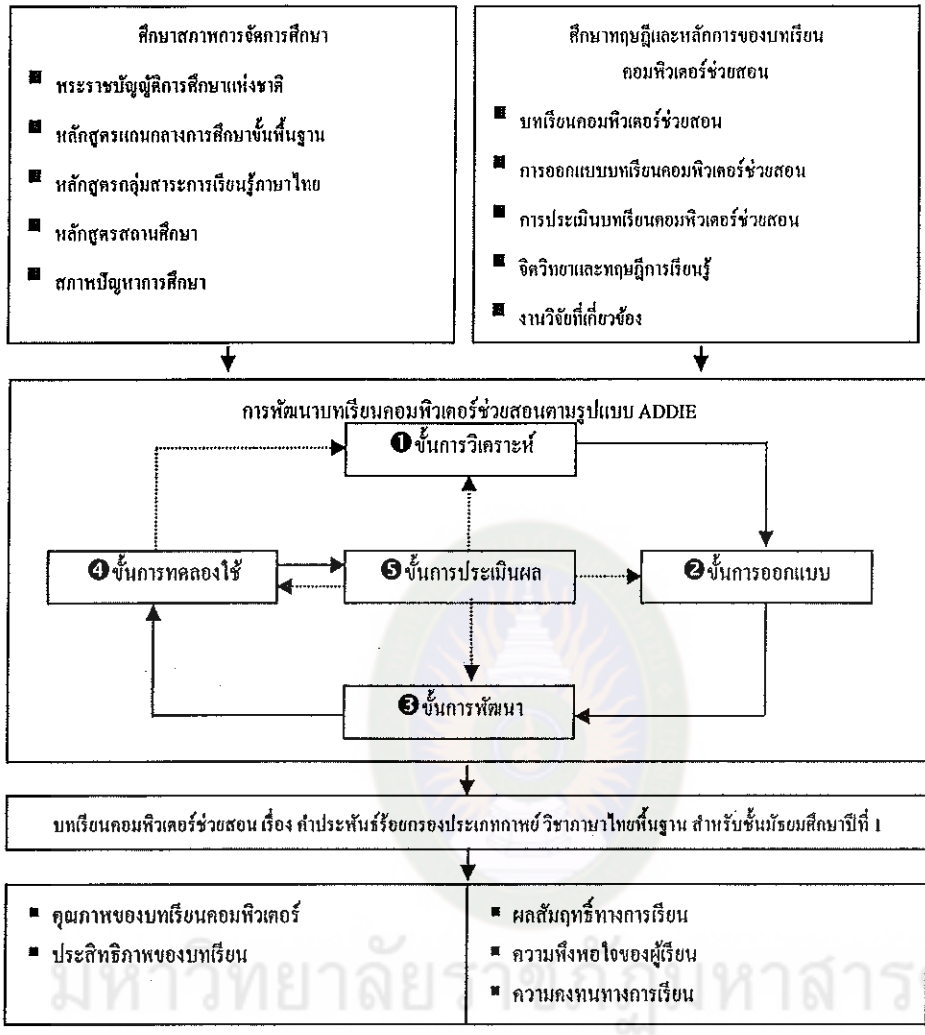 ศึกษาสภาพการจัดการศึกษา
■ พระราชบัญญัติการศึกษาแห่งชาติ
■ หลักสูตรแกนกลางการศึกษาขั้นพื้นฐาน
■ หลักสูตรกลุ่มสาระการเรียนรู้ภาษาไทย
■ หลักสูตรสถานศึกษา
■ สภาพปัญหาการศึกษา
ศึกษาทฤษฎีและหลักการของบทเรียน
คอมพิวเตอร์ช่วยสอน
■ บทเรียนคอมพิวเตอร์ช่วยสอน
■ การออกแบบบทเรียนคอมพิวเตอร์ช่วยสอน
■ การประเมินบทเรียนคอมพิวเตอร์ช่วยสอน
■ จิตวิทยาและทฤษฎีการเรียนรู้
■ งานวิจัยที่เกี่ยวข้อง
การพัฒนาบทเรียนคอมพิวเตอร์ช่วยสอนตามรูปแบบ ADDIE
❶ขั้นการวิเคราะห์
❹ขั้นการทดลองใช้
❺ขั้นการประเมินผล
❷ขั้นการออกแบบ
❸ขั้นการพัฒนา
บทเรียนคอมพิวเตอร์ช่วยสอน เรื่อง คำประพันธ์ร้อยกรองประเภทกาพย์ วิชาภาษาไทยพื้นฐาน สำหรับชั้นมัธยมศึกษาปีที่ 1
■ คุณภาพของบทเรียนคอมพิวเตอร์
■ ประสิทธิภาพของบทเรียน
■ ผลสัมฤทธิ์ทางการเรียน
■ ความพึงพอใจของผู้เรียน
■ ความคงทนทางการเรียน
มหาวิทยาลัยราชภัฏมหาสาร